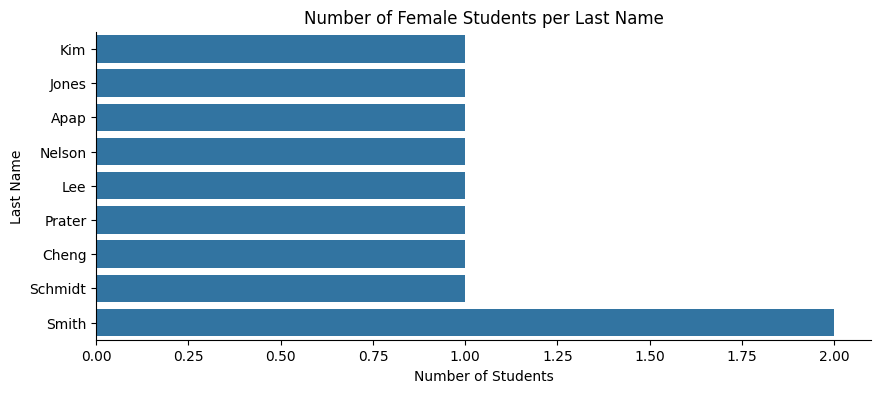 Number of Female Students per Last Name
Last Name
Kim
Jones
Apap
Nelson
Lee
Prater
Cheng
Schmidt
Smith
0.00 0.25 0.50 0.75 1.00 1.25 1.50 1.75 2.00
Number of Students